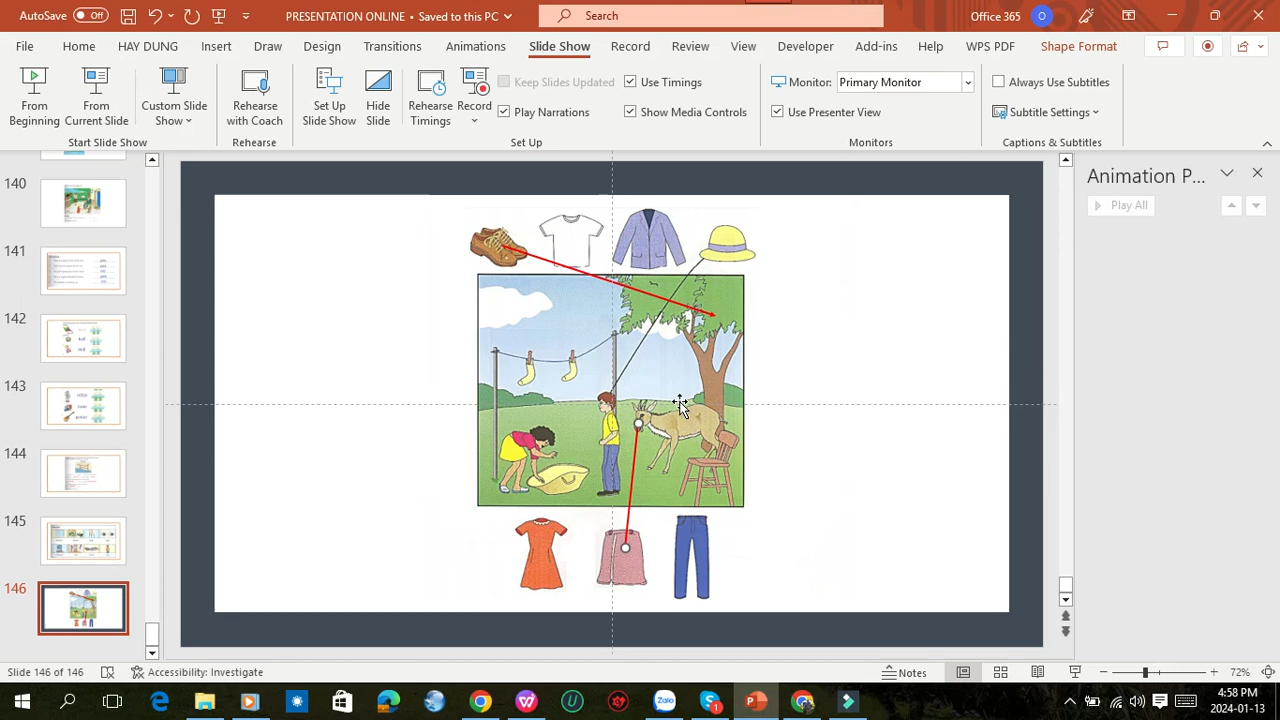 AutoSave Off PRESENTATION ONLINE • Saved to this PC Search Office 365 O
File Home HAY DUNG Insert Draw Design Transitions Animations Slide Show Record Review View Developer Add-ins Help WPS PDF Shape Format
From Beginning
From Current Slide
Custom Slide Show
Start Slide Show
Rehearse with Coach
Rehearse
Set Up Slide Show
Hide Slide
Rehearse Timings
Record
Keep Slides Updated
Use Timings
Play Narrations
Show Media Controls
Set Up
Monitor: Primary Monitor
Use Presenter View
Monitors
Always Use Subtitles
Subtitle Settings
Captions & Subtitles
140
141
142
143
144
145
146
Animation P...
Play All
Slide 146 of 146 Accessibility: Investigate Notes 72%
4:58 PM
2024-01-13
Zalo